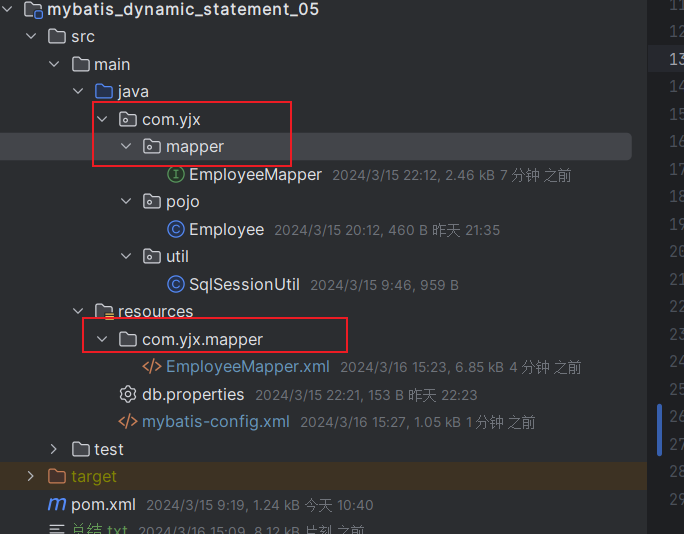 mybatis_dynamic_statement_05
src
main
java
com.yjx
mapper
EmployeeMapper 2024/3/15 22:12, 2.46 kB 7 分钟 之前
pojo
Employee 2024/3/15 20:12, 460 B 昨天 21:35
util
SqlSessionUtil 2024/3/15 9:46, 959 B
resources
com.yjx.mapper
EmployeeMapper.xml 2024/3/16 15:23, 6.85 kB 4 分钟 之前
db.properties 2024/3/15 22:21, 153 B 昨天 22:23
mybatis-config.xml 2024/3/16 15:27, 1.05 kB 1 分钟 之前
test
target
pom.xml 2024/3/15 9:19, 1.24 kB 今天 10:40
总结.txt 2024/3/16 15:09, 8.12 kB 片刻 之前
11
12
13
14
15
16
17
18
19
20
21
22
23
24
25
26
27
28
29